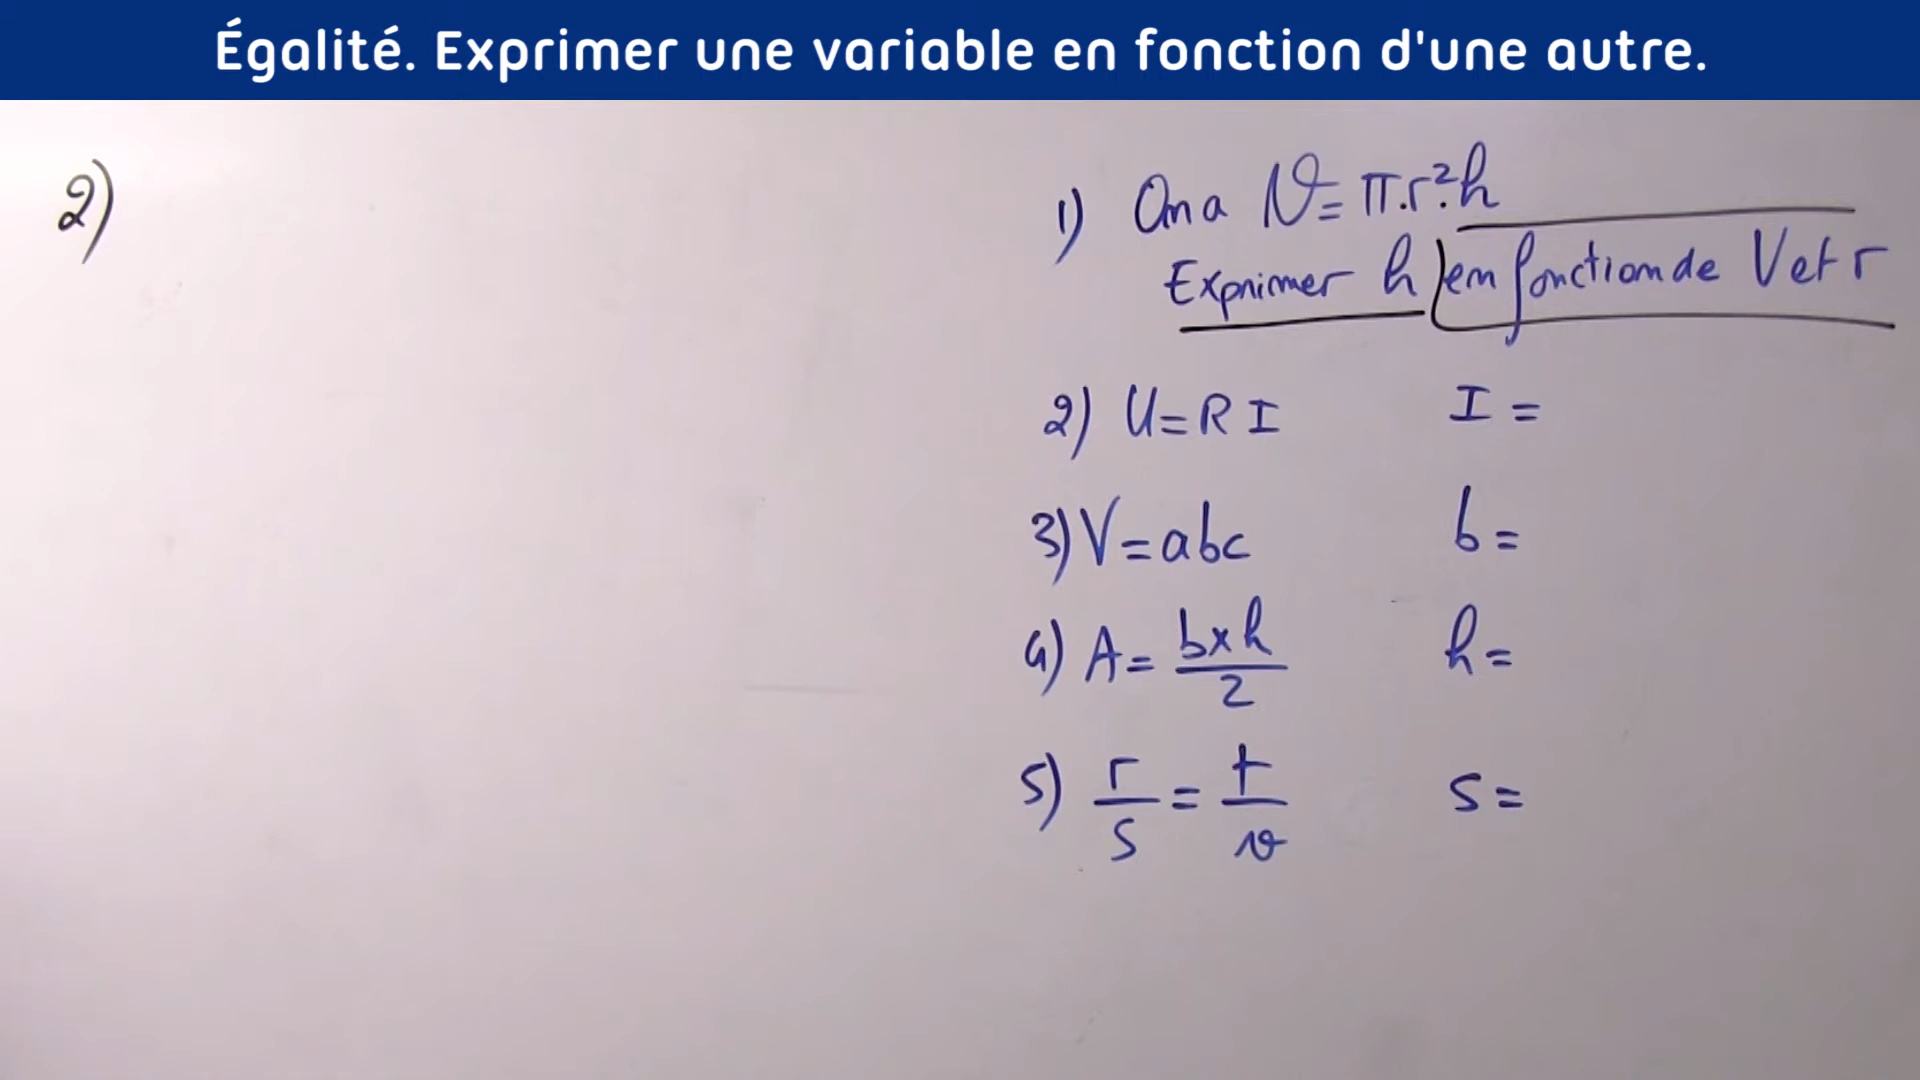 Égalité. Exprimer une variable en fonction d'une autre.
2)
1) On a V = π.r².h
Exprimer h en fonction de V et r
2) U = R I I =
3) V = abc b =
4) A = b×h/2 h =
5) r/s = t/v s =